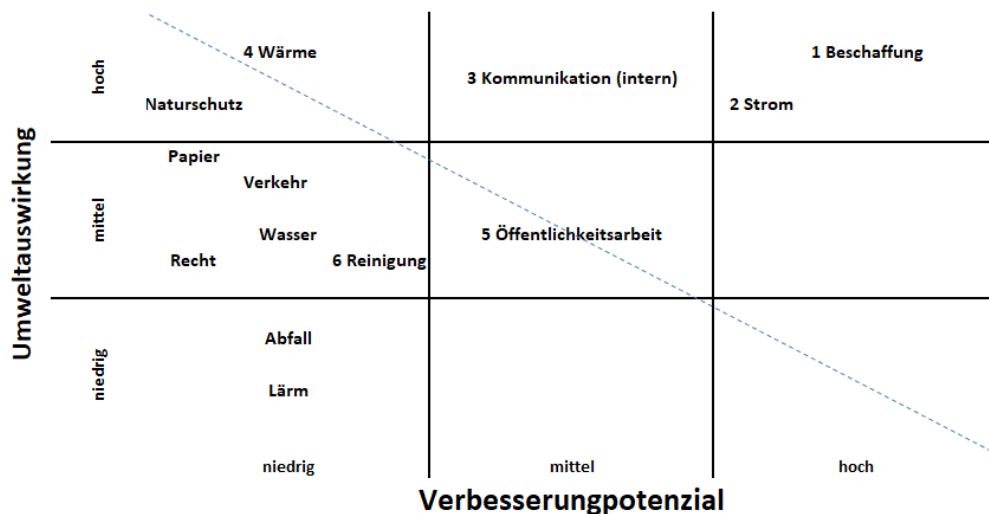 4 Wärme
1 Beschaffung
3 Kommunikation (intern)
hoch
Naturschutz
2 Strom
Papier
Verkehr
Umweltauswirkung
mittel
Wasser
5 Öffentlichkeitsarbeit
Recht
6 Reinigung
Abfall
niedrig
Lärm
niedrig
mittel
hoch
Verbesserungpotenzial